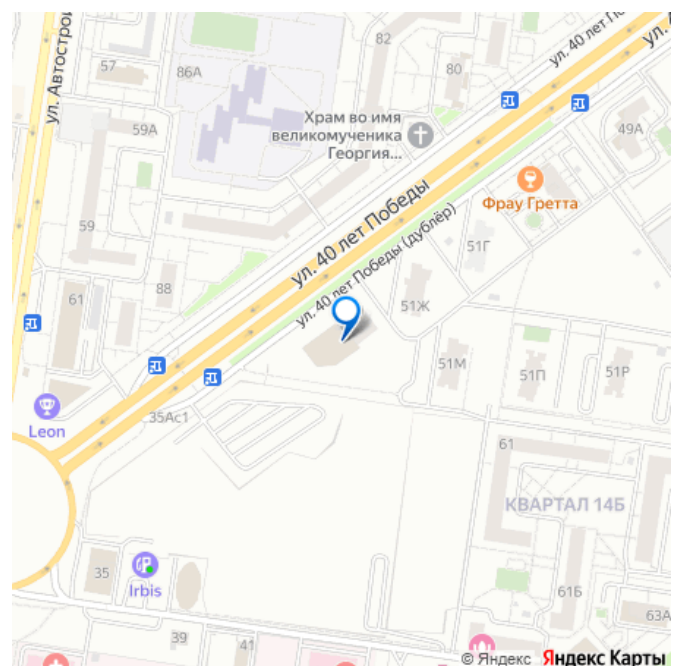 82
ул. 40 лет По
ул. 4
ул. Автострой
57
86А
80
59А
Храм во имя
великомученика
Георгия...
49А
Фрау Гретта
ул. 40 лет Победы
ул. 40 лет Победы (дублёр)
51Г
59
88
61
51Ж
51М
51П
51Р
Leon
35Ас1
61
КВАРТАЛ 14Б
35
Irbis
61Б
63А
39
41
© Яндекс Яндекс Карты